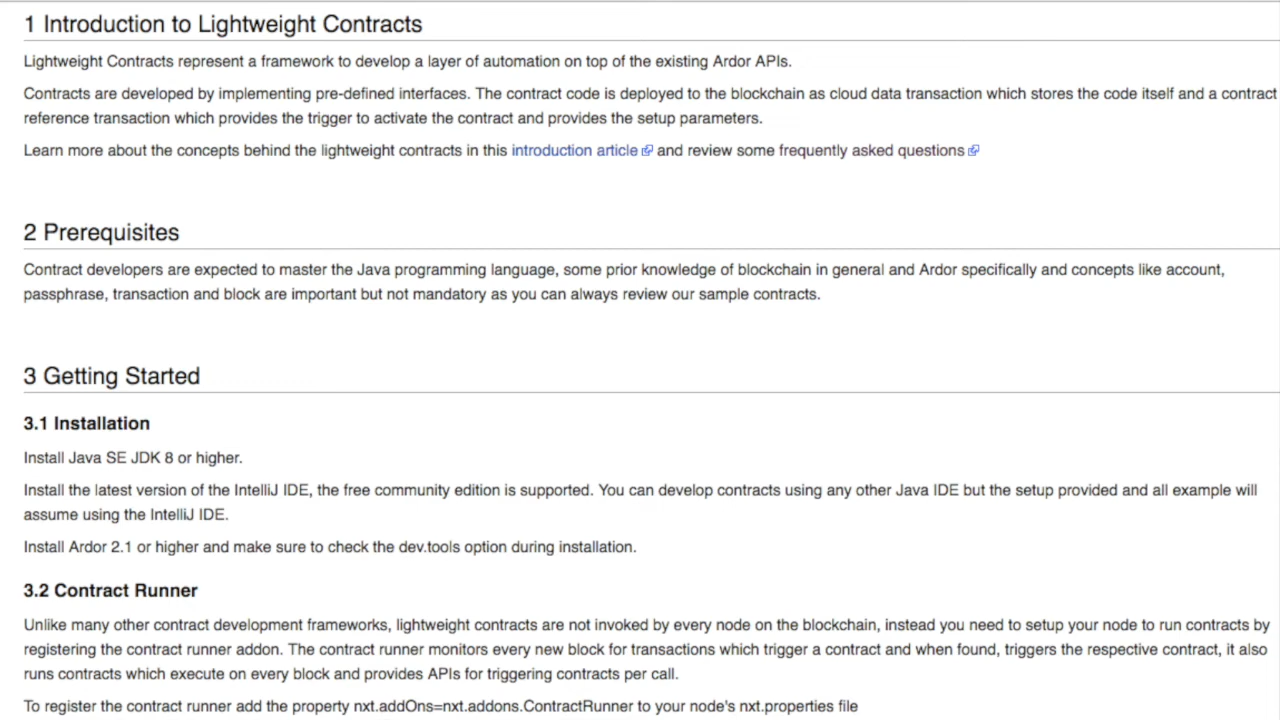 1 Introduction to Lightweight Contracts
Lightweight Contracts represent a framework to develop a layer of automation on top of the existing Ardor APIs.
Contracts are developed by implementing pre-defined interfaces. The contract code is deployed to the blockchain as cloud data transaction which stores the code itself and a contract
reference transaction which provides the trigger to activate the contract and provides the setup parameters.
Learn more about the concepts behind the lightweight contracts in this introduction article and review some frequently asked questions
2 Prerequisites
Contract developers are expected to master the Java programming language, some prior knowledge of blockchain in general and Ardor specifically and concepts like account,
passphrase, transaction and block are important but not mandatory as you can always review our sample contracts.
3 Getting Started
3.1 Installation
Install Java SE JDK 8 or higher.
Install the latest version of the IntelliJ IDE, the free community edition is supported. You can develop contracts using any other Java IDE but the setup provided and all example will
assume using the IntelliJ IDE.
Install Ardor 2.1 or higher and make sure to check the dev.tools option during installation.
3.2 Contract Runner
Unlike many other contract development frameworks, lightweight contracts are not invoked by every node on the blockchain, instead you need to setup your node to run contracts by
registering the contract runner addon. The contract runner monitors every new block for transactions which trigger a contract and when found, triggers the respective contract, it also
runs contracts which execute on every block and provides APIs for triggering contracts per call.
To register the contract runner add the property nxt.addOns=nxt.addons.ContractRunner to your node's nxt.properties file